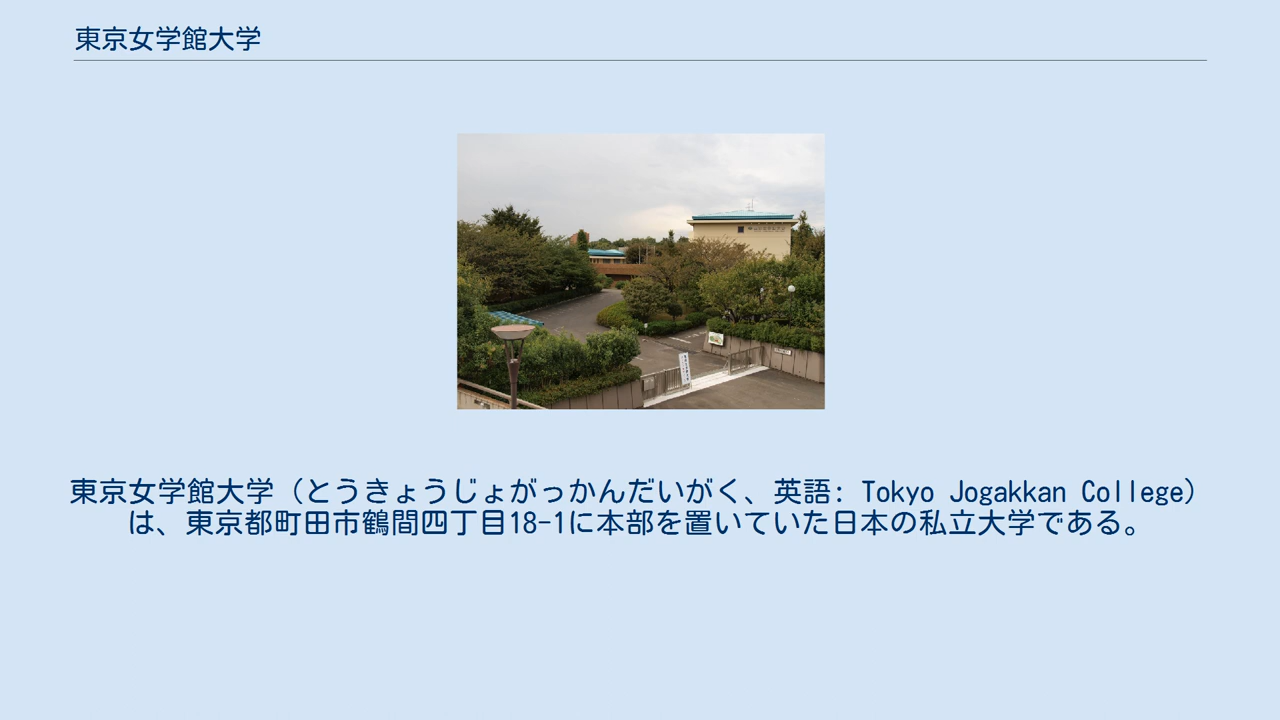 東京女学館大学
東京女学館大学（とうきょうじょがっかんだいがく、英語: Tokyo Jogakkan College）
は、東京都町田市鶴間四丁目18-1に本部を置いていた日本の私立大学である。